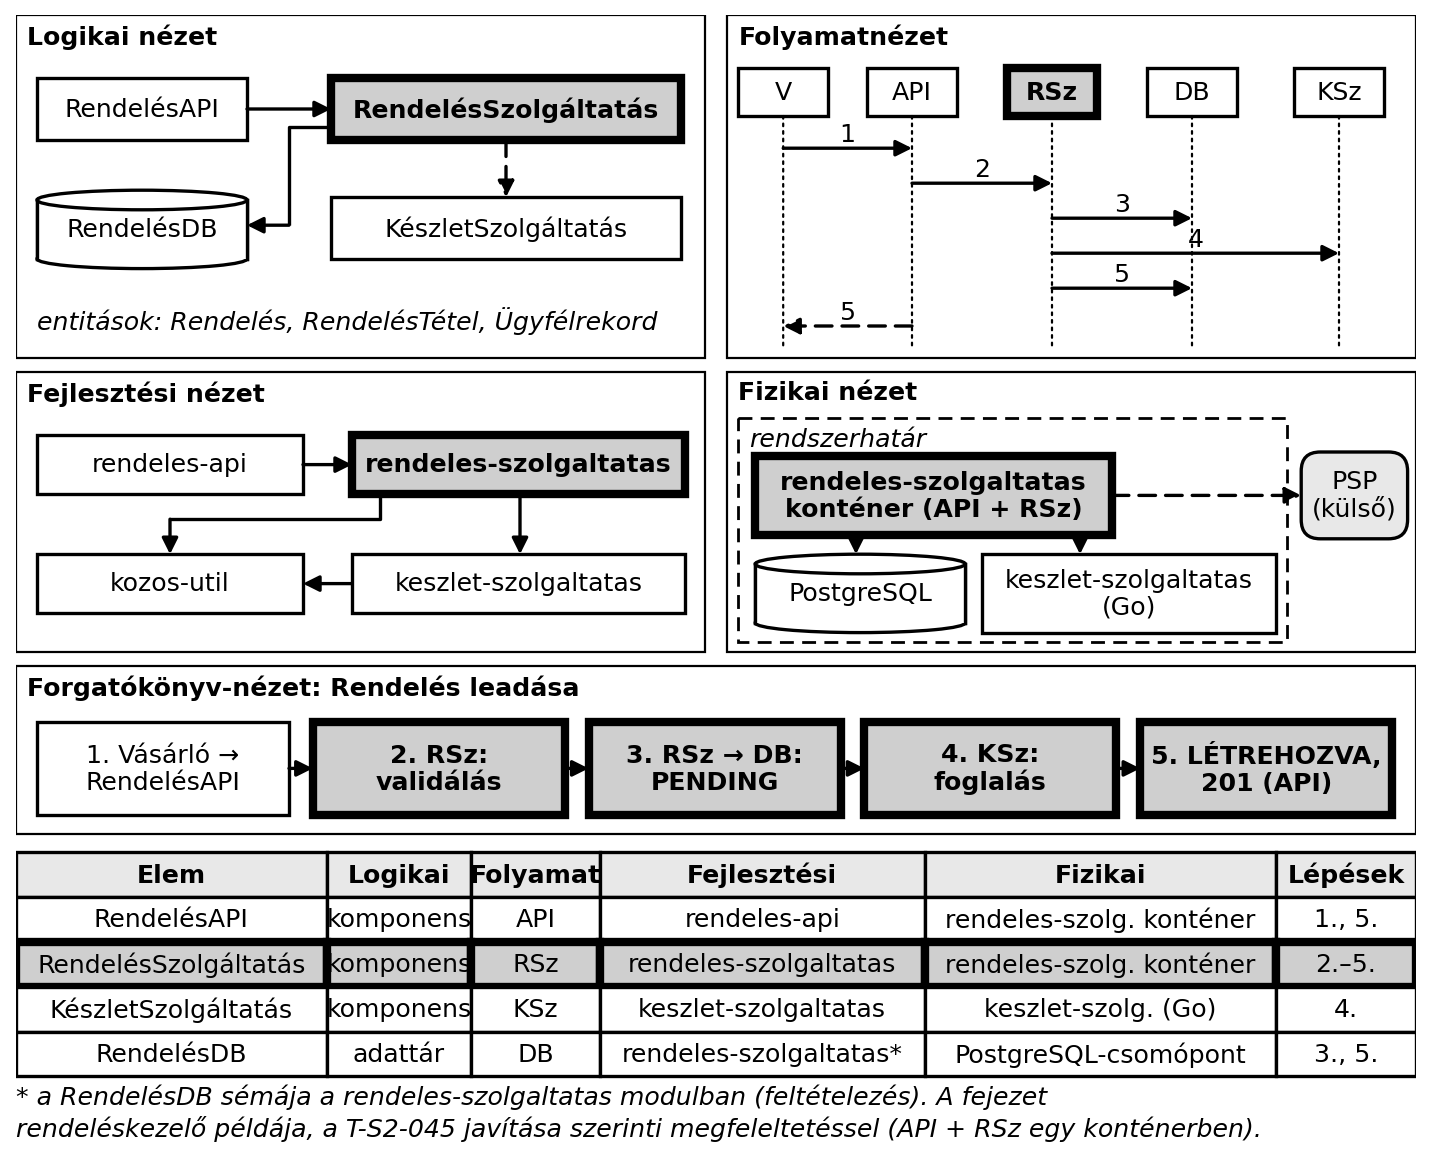 Logikai nézet
RendelésAPI
RendelésSzolgáltatás
RendelésDB
KészletSzolgáltatás
entitások: Rendelés, RendelésTétel, Ügyfélrekord
Folyamatnézet
V API RSz DB KSz
1
2
3
4
5
5
Fejlesztési nézet
rendeles-api
rendeles-szolgaltatas
kozos-util
keszlet-szolgaltatas
Fizikai nézet
rendszerhatár
rendeles-szolgaltatas
konténer (API + RSz)
PSP
(külső)
PostgreSQL
keszlet-szolgaltatas
(Go)
Forgatókönyv-nézet: Rendelés leadása
1. Vásárló →
RendelésAPI
2. RSz:
validálás
3. RSz → DB:
PENDING
4. KSz:
foglalás
5. LÉTREHOZVA,
201 (API)
Elem Logikai Folyamat Fejlesztési Fizikai Lépések
RendelésAPI komponens API rendeles-api rendeles-szolg. konténer 1., 5.
RendelésSzolgáltatás komponens RSz rendeles-szolgaltatas rendeles-szolg. konténer 2.–5.
KészletSzolgáltatás komponens KSz keszlet-szolgaltatas keszlet-szolg. (Go) 4.
RendelésDB adattár DB rendeles-szolgaltatas* PostgreSQL-csomópont 3., 5.
* a RendelésDB sémája a rendeles-szolgaltatas modulban (feltételezés). A fejezet
rendeléskezelő példája, a T-S2-045 javítása szerinti megfeleltetéssel (API + RSz egy konténerben).